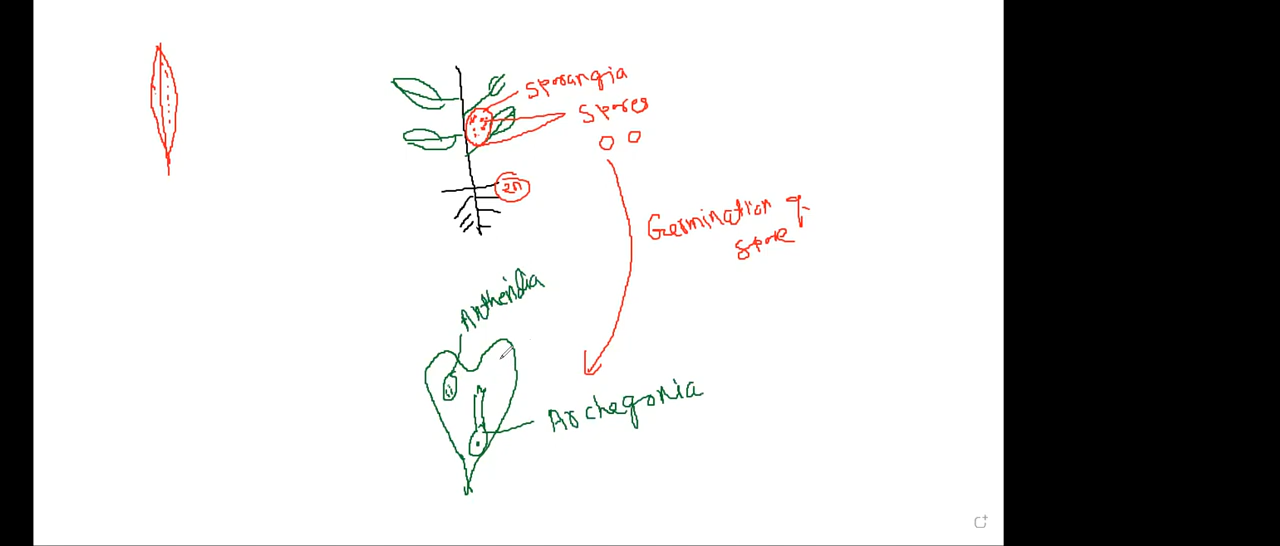 Sporangia
Spores
2n
Germination of
spore
Antheridia
Archegonia